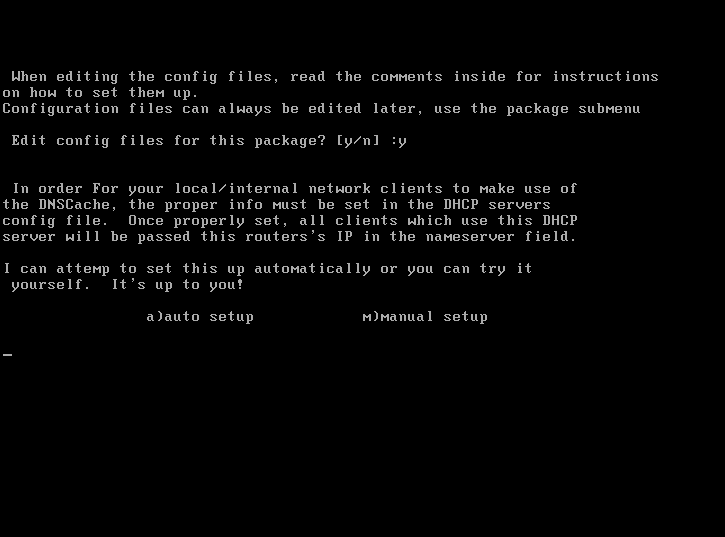 When editing the config files, read the comments inside for instructions
on how to set them up.
Configuration files can always be edited later, use the package submenu
Edit config files for this package? [y/n] :y
In order For your local/internal network clients to make use of
the DNSCache, the proper info must be set in the DHCP servers
config file.  Once properly set, all clients which use this DHCP
server will be passed this routers's IP in the nameserver field.
I can attemp to set this up automatically or you can try it
yourself.  It's up to you!
a)auto setup            m)manual setup
_